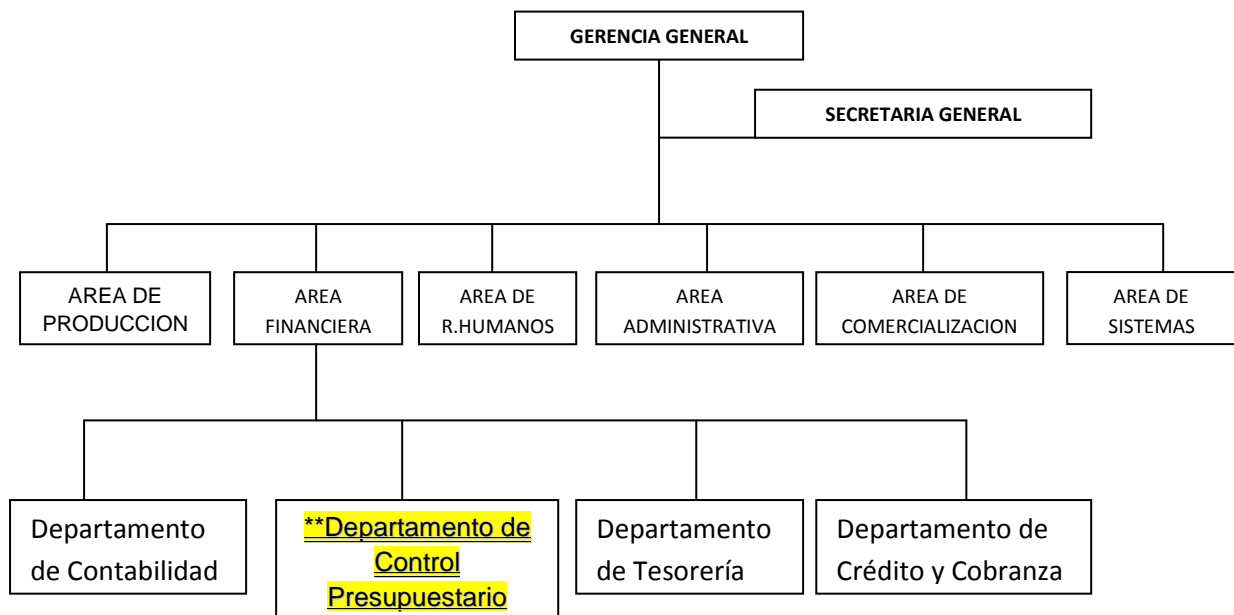 GERENCIA GENERAL
SECRETARIA GENERAL
AREA DE
PRODUCCION
AREA
FINANCIERA
AREA DE
R.HUMANOS
AREA
ADMINISTRATIVA
AREA DE
COMERCIALIZACION
AREA DE
SISTEMAS
Departamento
de Contabilidad
**Departamento de
Control
Presupuestario
Departamento
de Tesorería
Departamento de
Crédito y Cobranza